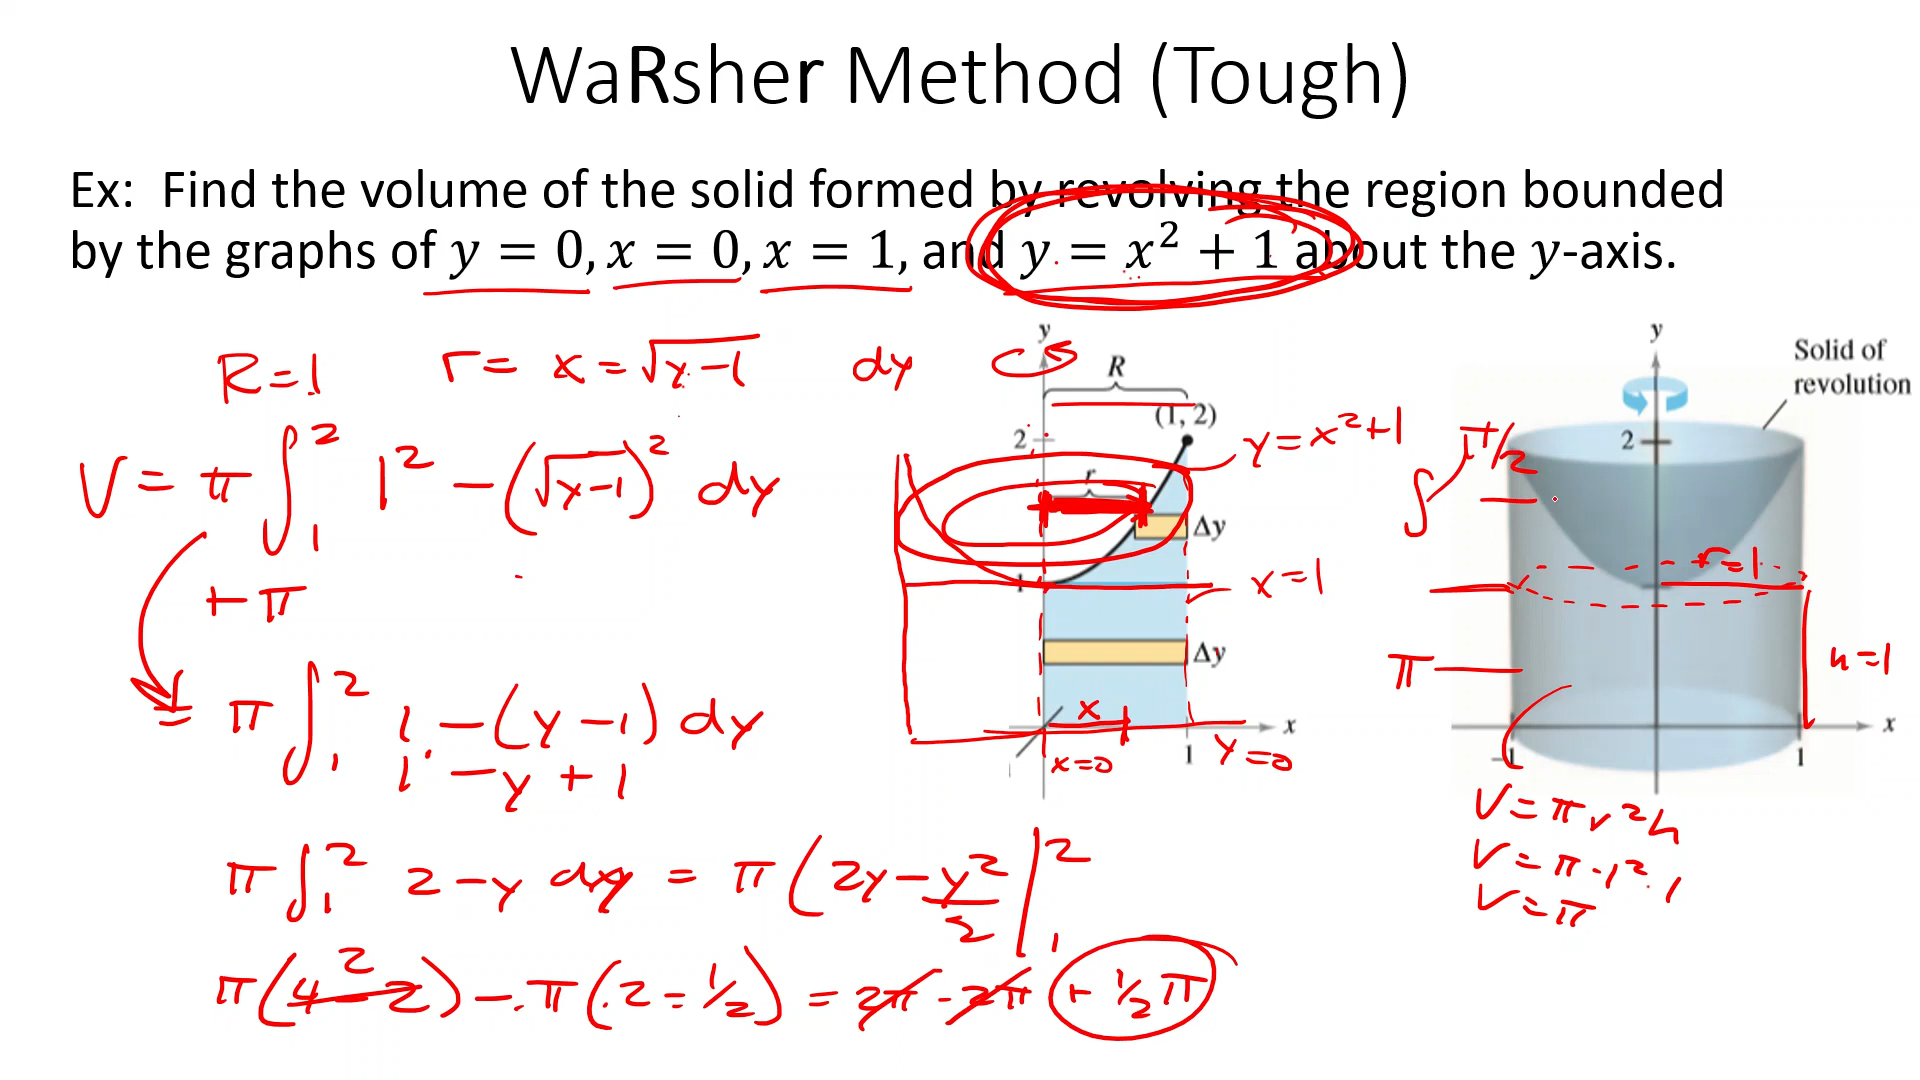 WaRsher Method (Tough)
Ex: Find the volume of the solid formed by revolving the region bounded
by the graphs of y = 0, x = 0, x = 1, and y = x² + 1 about the y-axis.
R=1 r= x=√y-1 dy
V = π ∫₁² 1² - (√y-1)² dy
+ π
= π ∫₁² 1 - (y-1) dy
1 - y + 1
π ∫₁² 2-y dy = π (2y - y²/2 |₁²
π(4-2) 2 - π(2 - ½) = 2π - 2π + ½π
y
R
(1, 2)
2
r
Δy
1
Δy
x
x
x=0
1
y=0
y=x²+1
x=1
y
Solid of
revolution
2
∫
π/2
r=1
π
h=1
x
-1
1
V=πr²h
V=π·1²·1
V=π